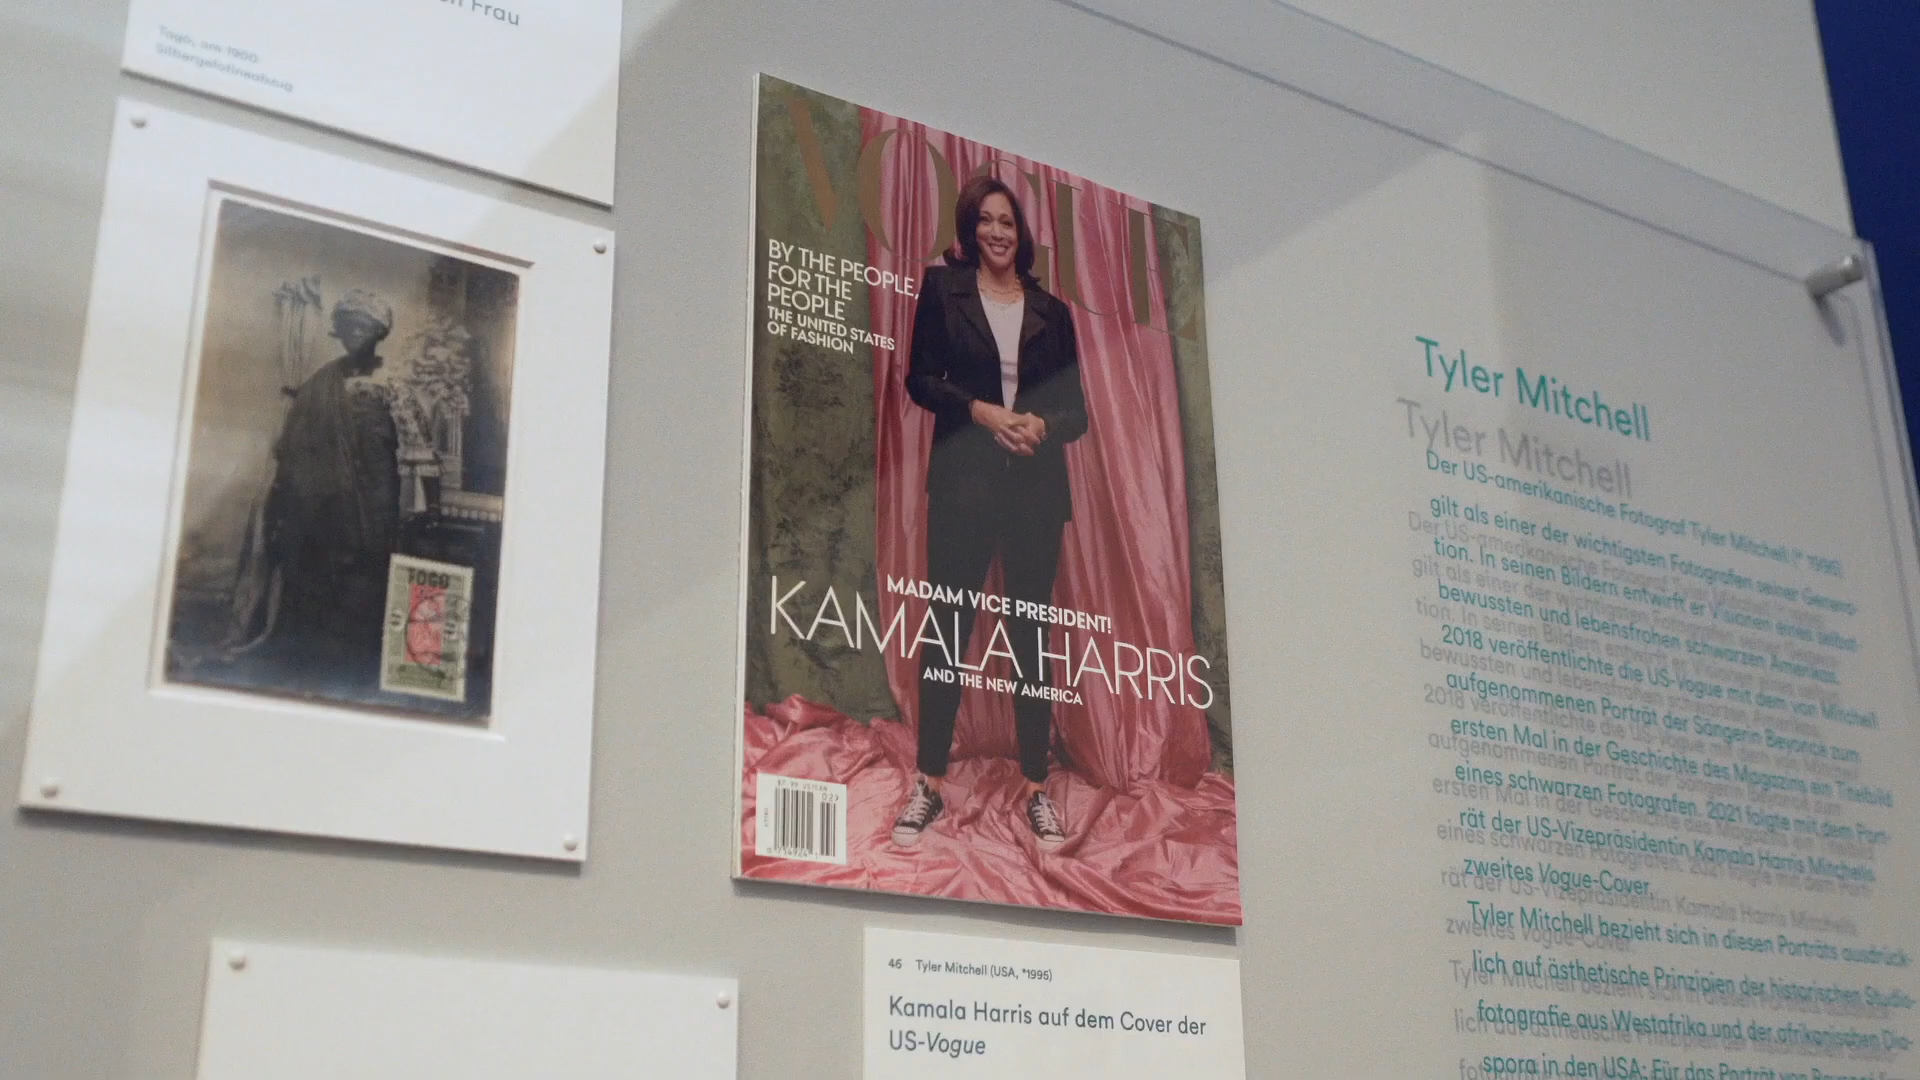 Frau
Togo, um 1900
Silbergelatineabzug
TOGO
VOGUE
BY THE PEOPLE,
FOR THE
PEOPLE
THE UNITED STATES
OF FASHION
MADAM VICE PRESIDENT!
KAMALA HARRIS
AND THE NEW AMERICA
46 Tyler Mitchell (USA, *1995)
Kamala Harris auf dem Cover der
US-Vogue
Tyler Mitchell
Der US-amerikanische Fotograf Tyler Mitchell (* 1995)
gilt als einer der wichtigsten Fotografen seiner Genera-
tion. In seinen Bildern entwirft er Visionen eines selbst-
bewussten und lebensfrohen schwarzen Amerikas.
2018 veröffentlichte die US-Vogue mit dem von Mitchell
aufgenommenen Porträt der Sängerin Beyoncé zum
ersten Mal in der Geschichte des Magazins ein Titelbild
eines schwarzen Fotografen. 2021 folgte mit dem Port-
rät der US-Vizepräsidentin Kamala Harris Mitchells
zweites Vogue-Cover.
Tyler Mitchell bezieht sich in diesen Porträts ausdrück-
lich auf ästhetische Prinzipien der historischen Studio-
fotografie aus Westafrika und der afrikanischen Dia-
spora in den USA: Für das Porträt von